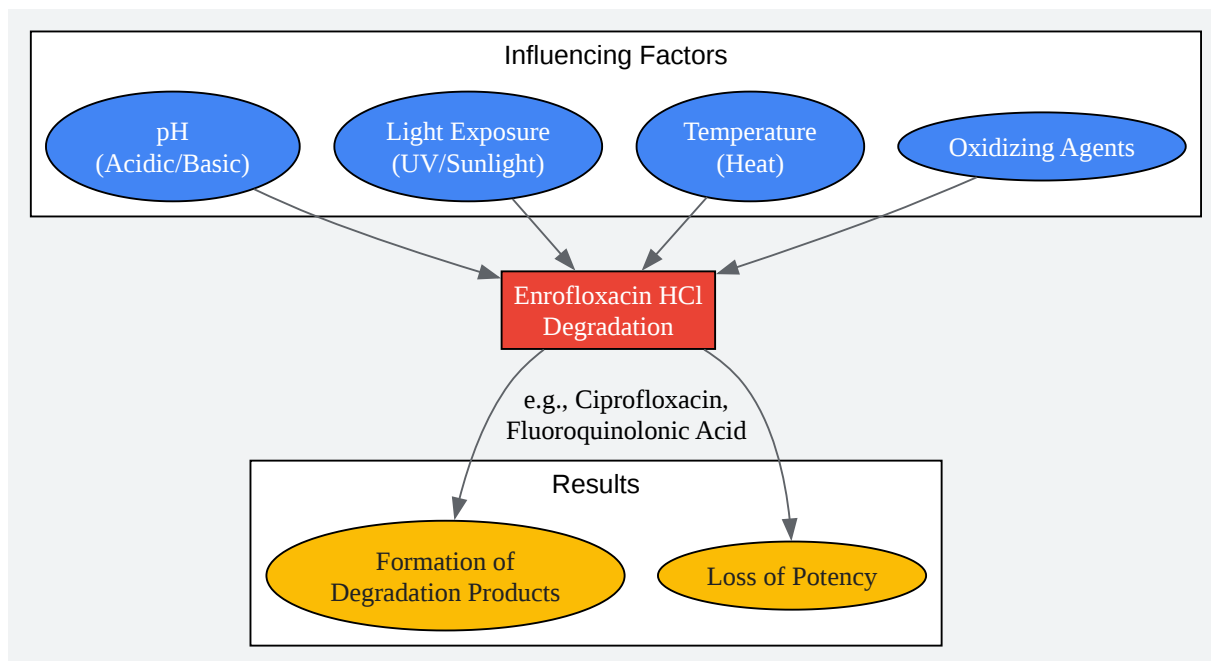 Influencing Factors
pH
(Acidic/Basic)
Light Exposure
(UV/Sunlight)
Temperature
(Heat)
Oxidizing Agents
Enrofloxacin HCl
Degradation
e.g., Ciprofloxacin,
Fluoroquinolonic Acid
Results
Formation of
Degradation Products
Loss of Potency